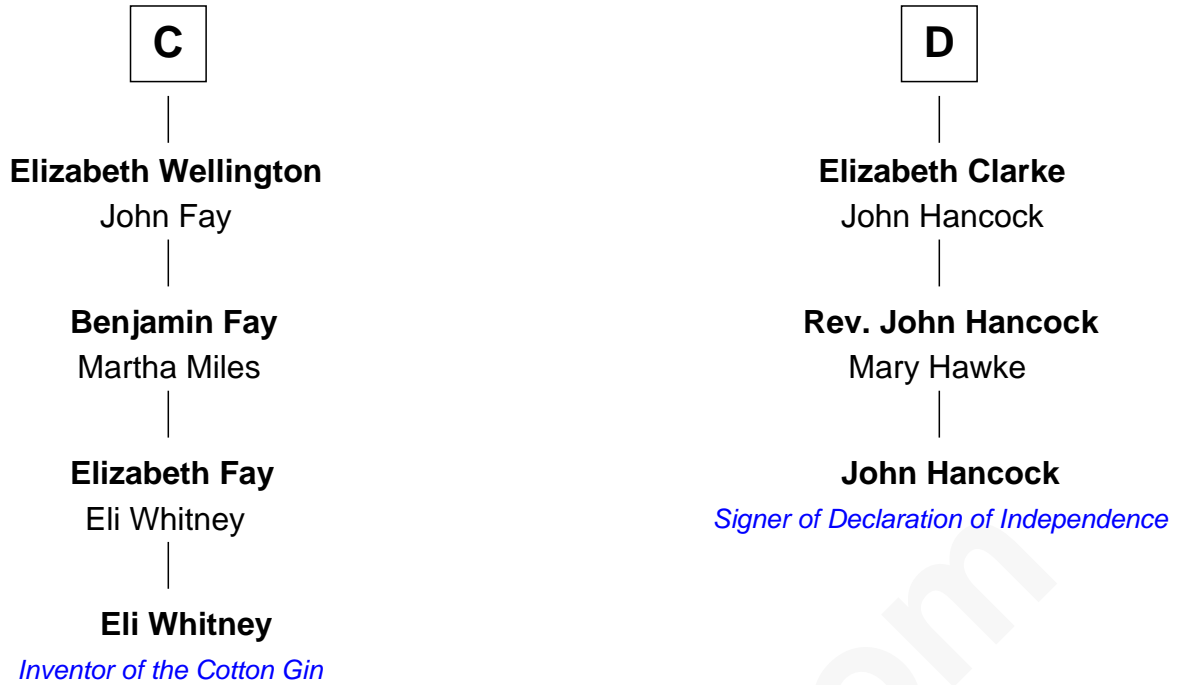 C
Elizabeth Wellington
John Fay
Benjamin Fay
Martha Miles
Elizabeth Fay
Eli Whitney
Eli Whitney
Inventor of the Cotton Gin
D
Elizabeth Clarke
John Hancock
Rev. John Hancock
Mary Hawke
John Hancock
Signer of Declaration of Independence
om